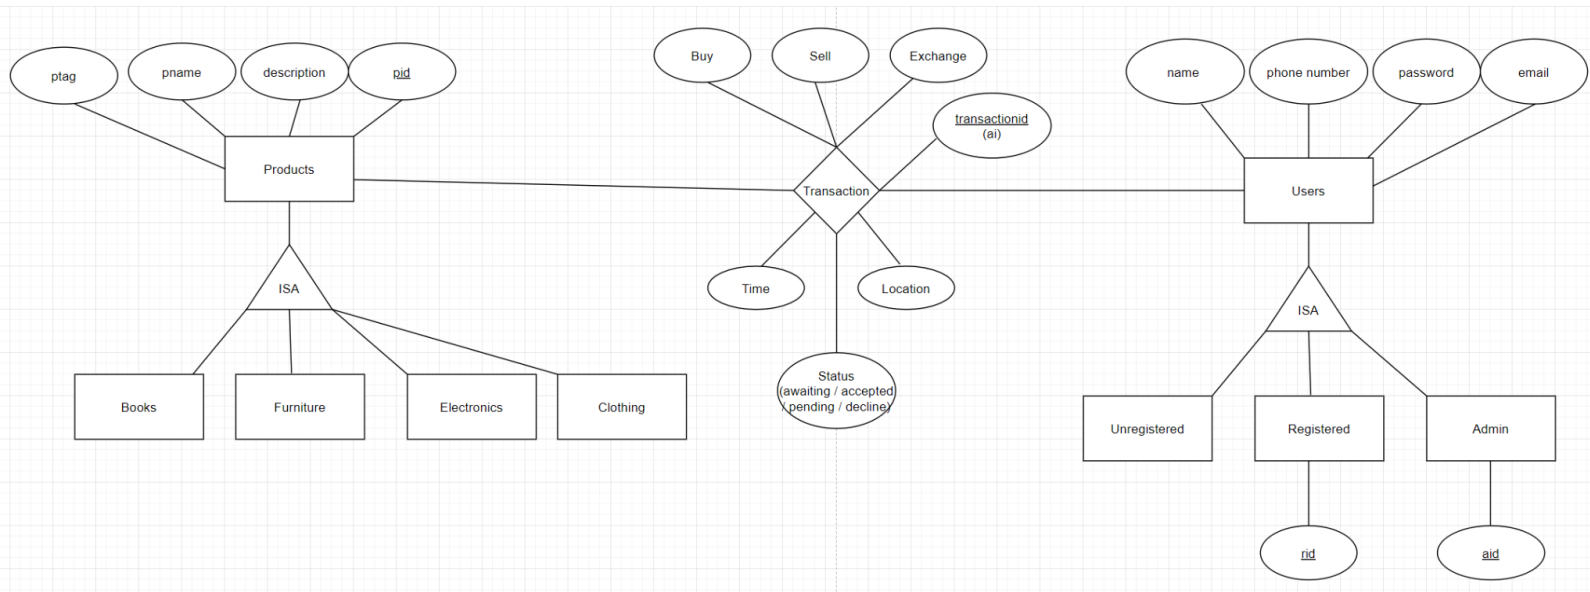 ptag
pname
description
pid
Buy
Sell
Exchange
transactionid
(ai)
name
phone number
password
email
Products
Transaction
Users
ISA
Time
Location
ISA
Status
(awaiting / accepted
/ pending / decline)
Books
Furniture
Electronics
Clothing
Unregistered
Registered
Admin
rid
aid